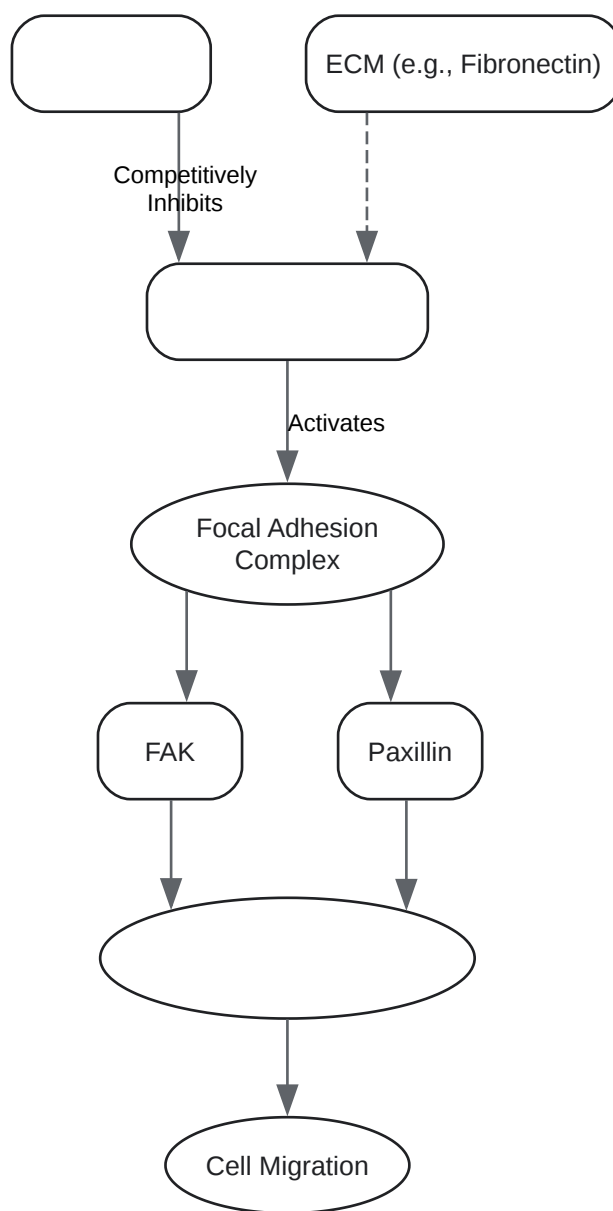 ECM (e.g., Fibronectin)
Competitively
Inhibits
Activates
Focal Adhesion
Complex
FAK
Paxillin
Cell Migration